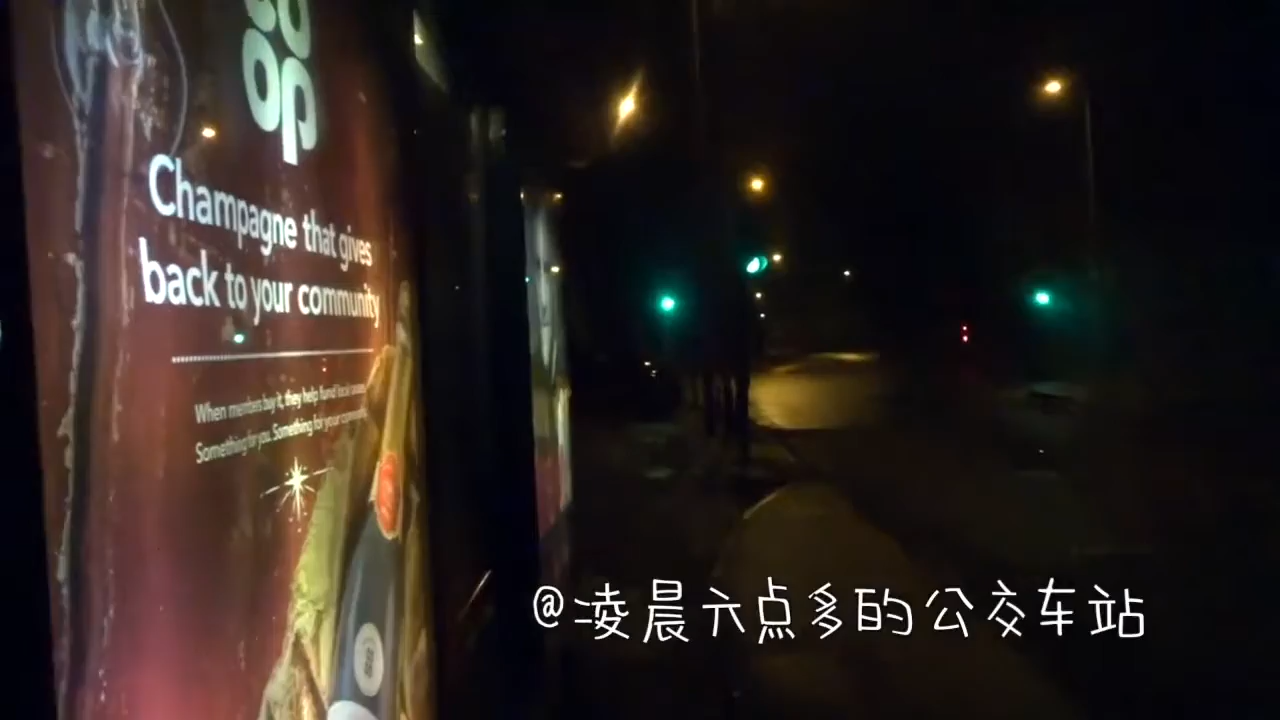 co
op
Champagne that gives
back to your community
When members buy it, they help fund local causes
Something for you. Something for your community
@凌晨六点多的公交车站